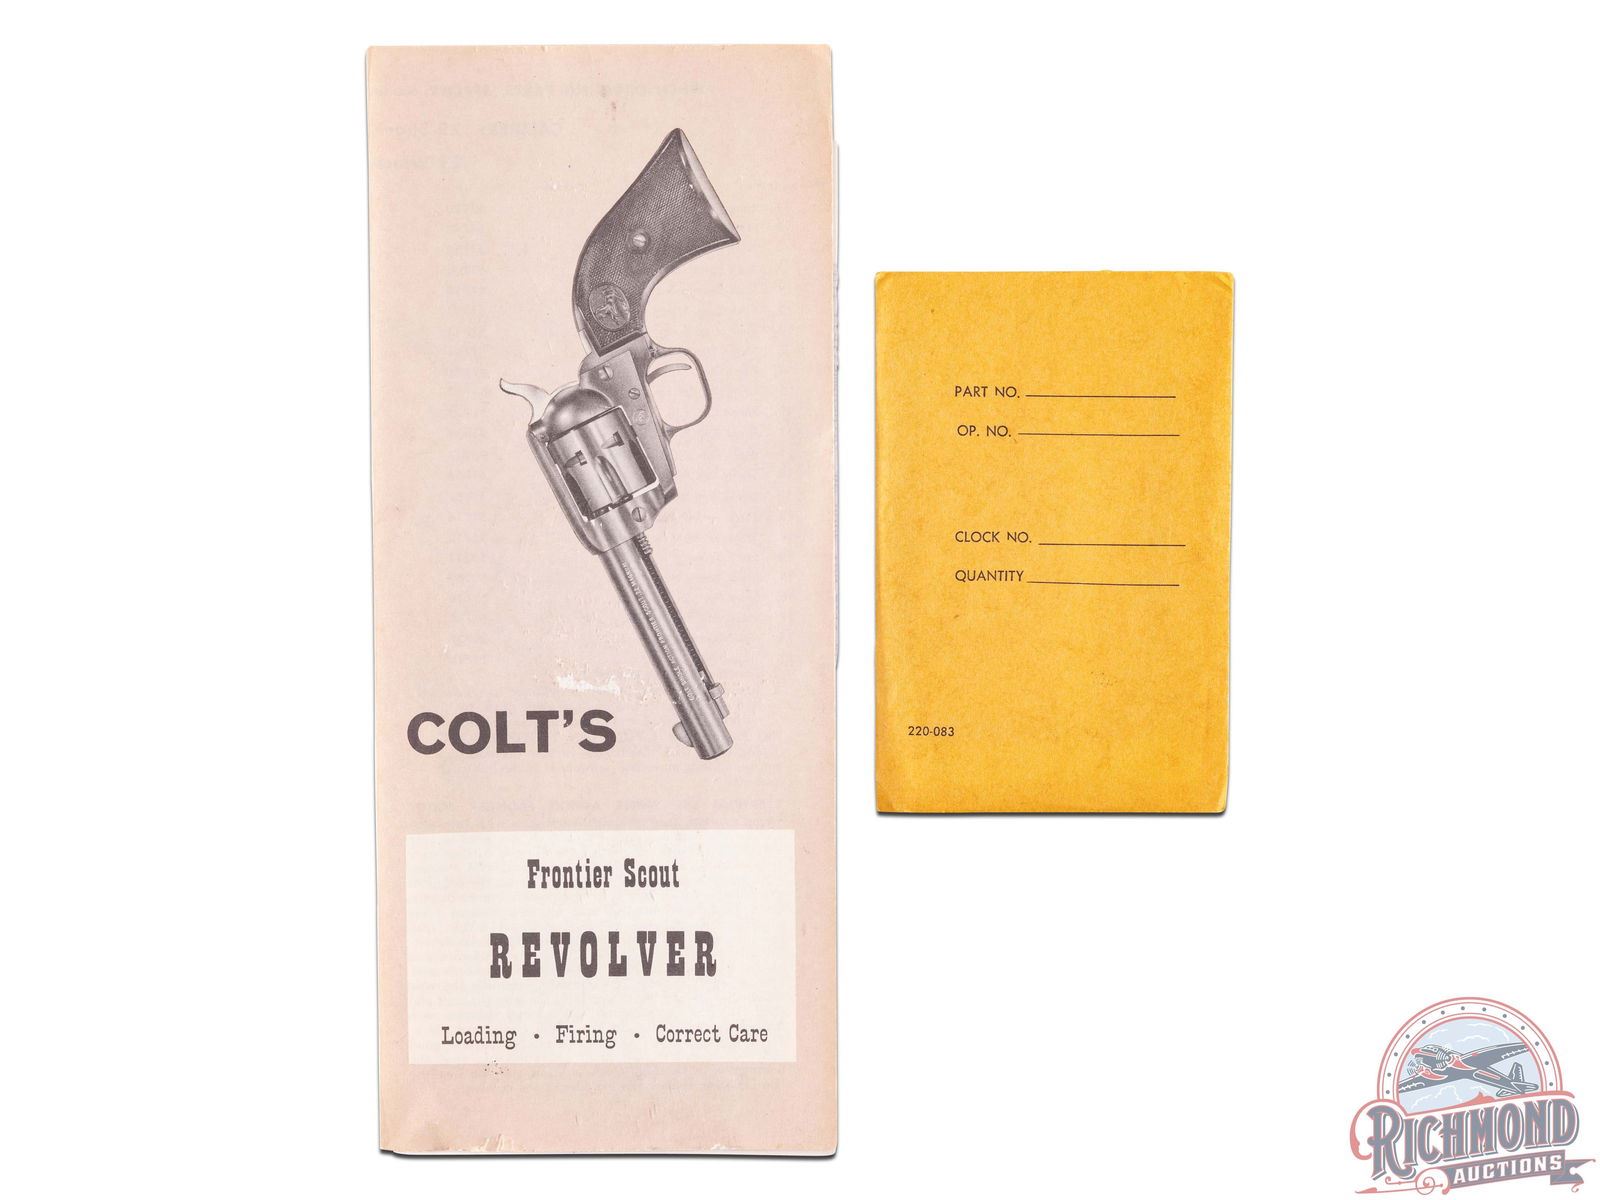 COLT'S
Frontier Scout
REVOLVER
Loading • Firing • Correct Care
PART NO.
OP. NO.
CLOCK NO.
QUANTITY
220-083
RICHMOND
AUCTIONS